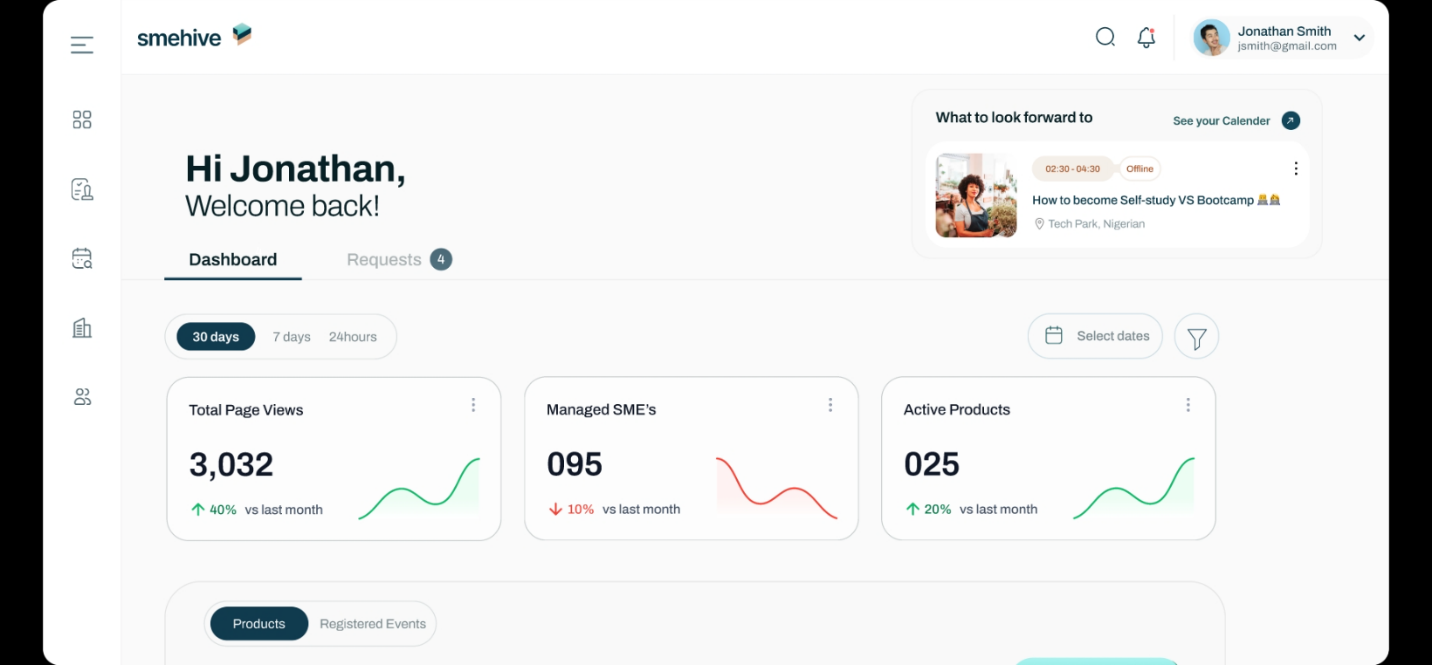 smehive
Jonathan Smith
jsmith@gmail.com
What to look forward to
See your Calender
02:30 - 04:30
Offline
How to become Self-study VS Bootcamp
Tech Park, Nigerian
Hi Jonathan,
Welcome back!
Dashboard
Requests 4
30 days
7 days
24hours
Select dates
Total Page Views
3,032
40% vs last month
Managed SME's
095
10% vs last month
Active Products
025
20% vs last month
Products
Registered Events